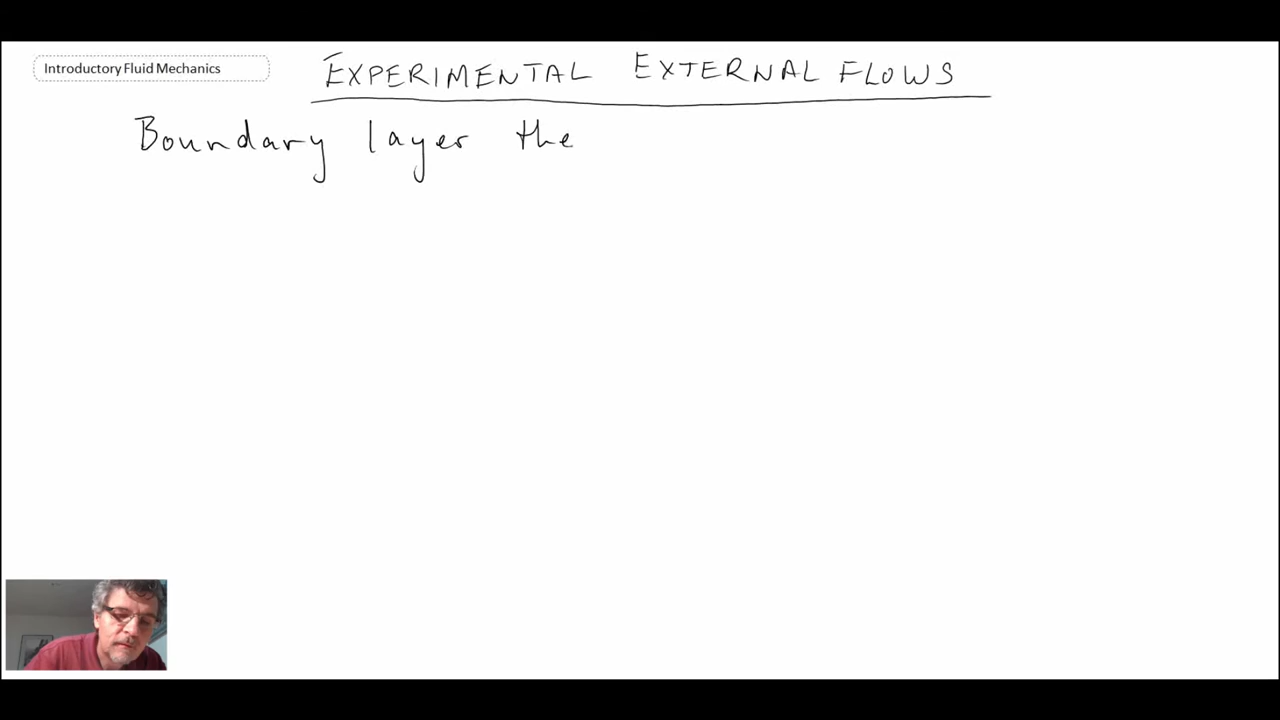 Introductory Fluid Mechanics
EXPERIMENTAL EXTERNAL FLOWS
Boundary layer the